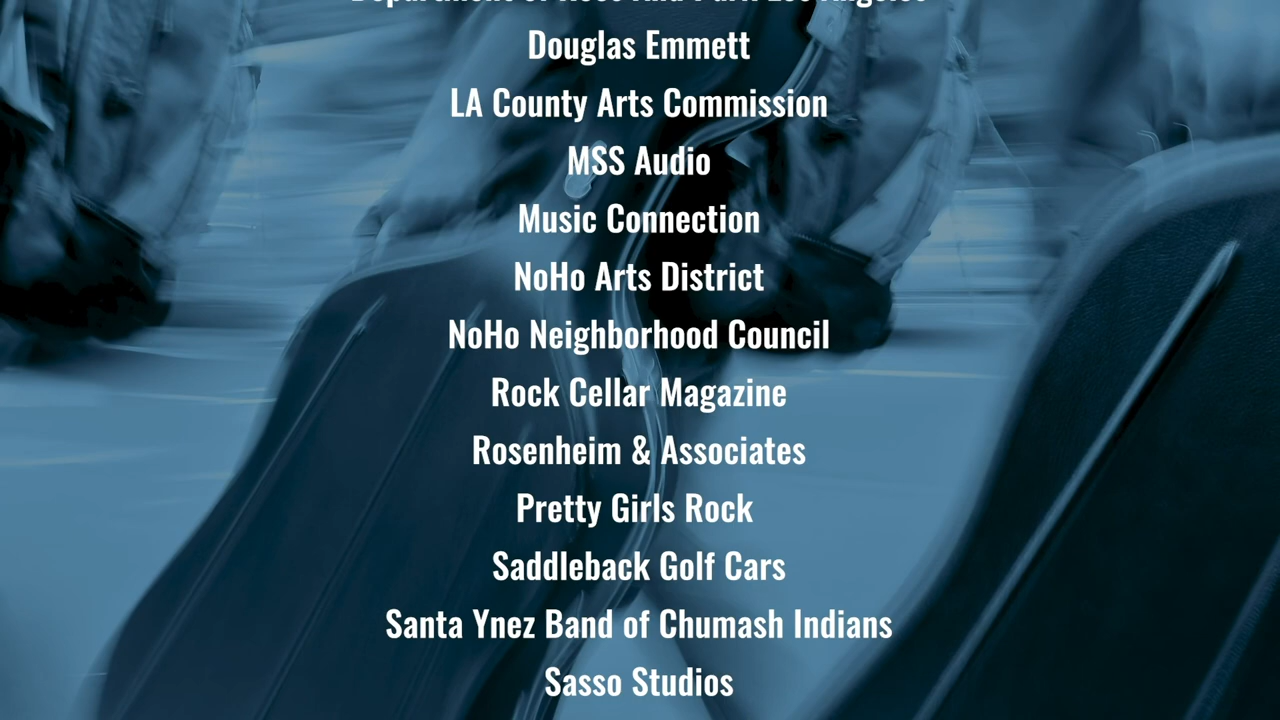 Douglas Emmett
LA County Arts Commission
MSS Audio
Music Connection
NoHo Arts District
NoHo Neighborhood Council
Rock Cellar Magazine
Rosenheim & Associates
Pretty Girls Rock
Saddleback Golf Cars
Santa Ynez Band of Chumash Indians
Sasso Studios